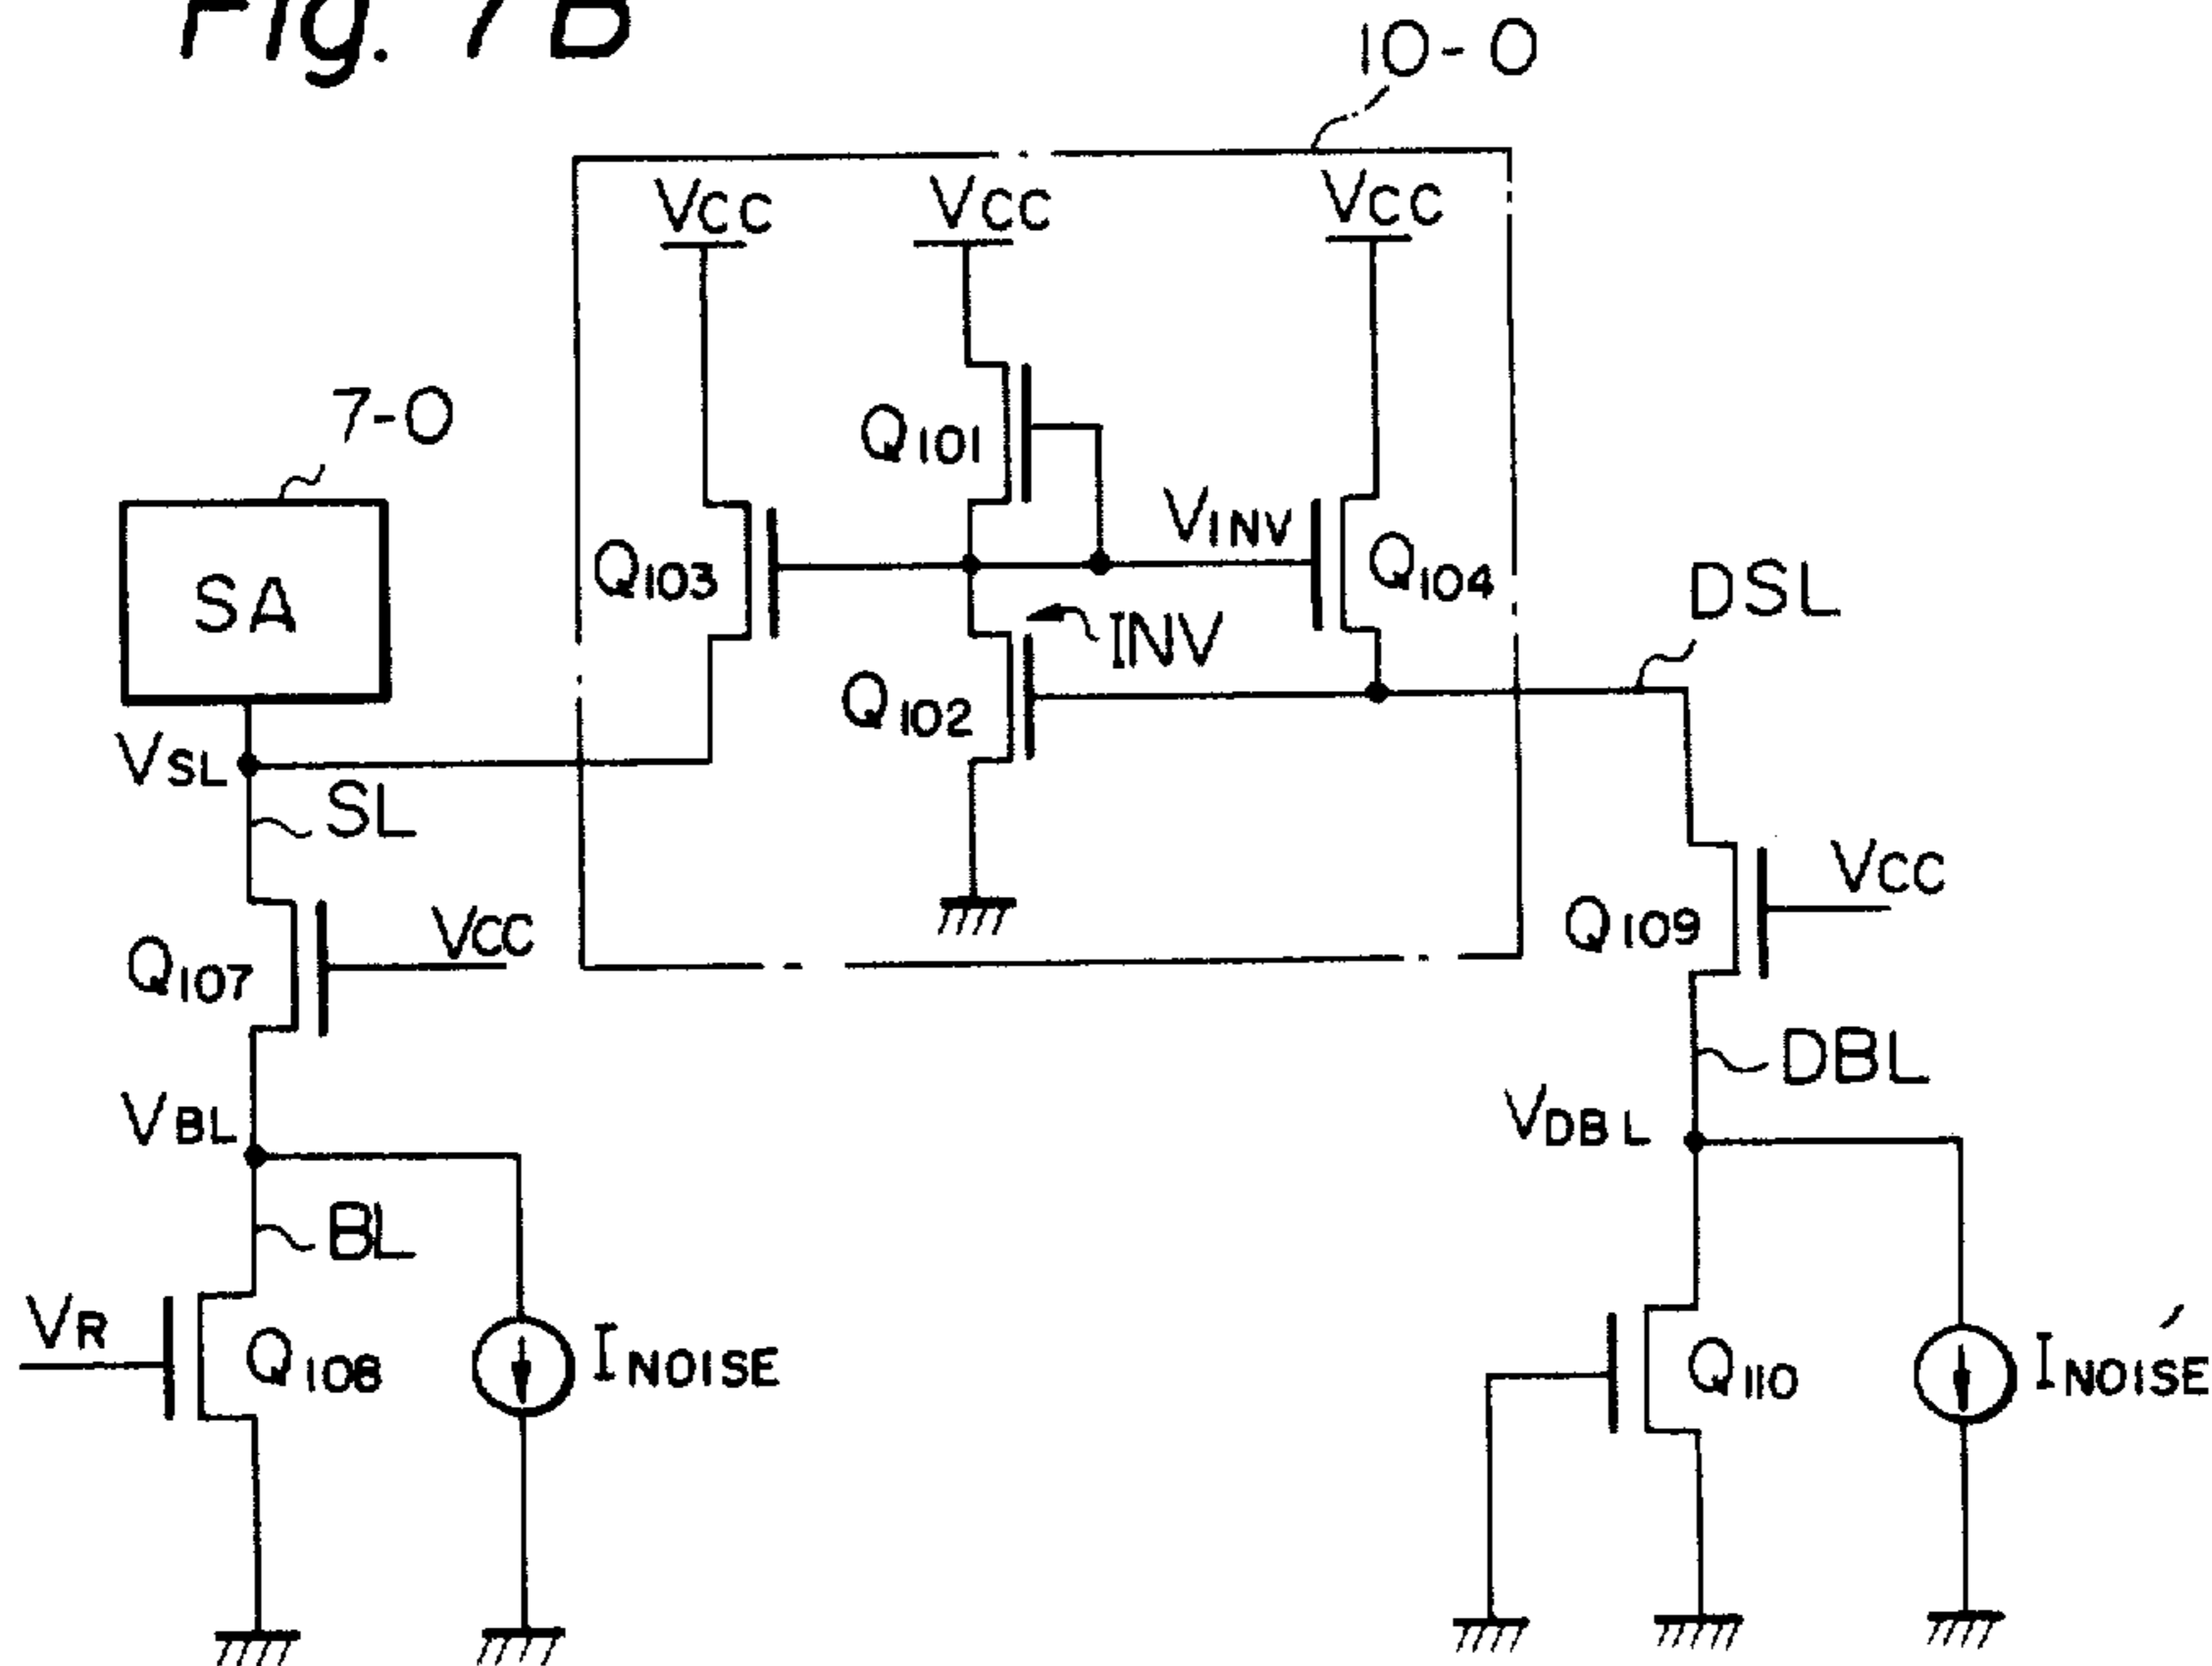 Fig. 7B
10-0
VCC
VCC
VCC
7-0
Q101
VINV
Q103
Q104
DSL
SA
INV
Q102
VSL
SL
VCC
VCC
Q109
Q107
DBL
VBL
VDBL
BL
VR
Q108
INOISE
Q110
INOISE